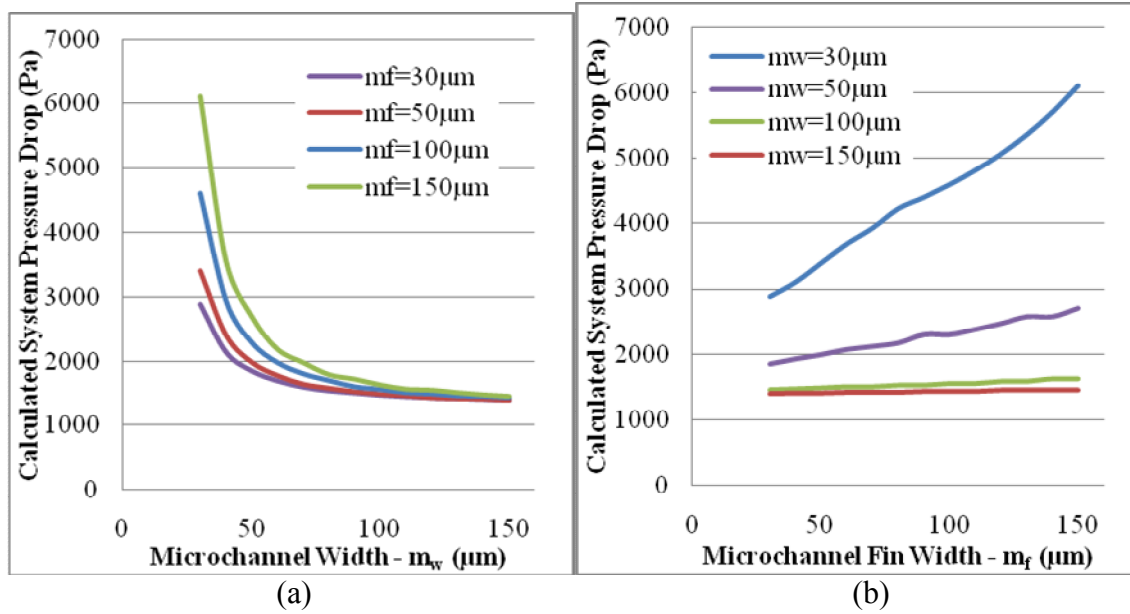 Calculated System Pressure Drop (Pa)
7000
6000
5000
4000
3000
2000
1000
0
mf=30µm
mf=50µm
mf=100µm
mf=150µm
0
50
100
150
Microchannel Width - mw (µm)
(a)
Calculated System Pressure Drop (Pa)
7000
6000
5000
4000
3000
2000
1000
0
mw=30µm
mw=50µm
mw=100µm
mw=150µm
0
50
100
150
Microchannel Fin Width - mf (µm)
(b)